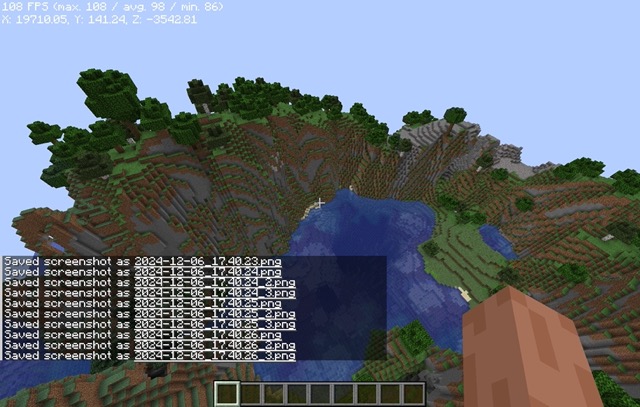 108 FPS (max. 108 / avg. 98 / min. 86)
X: 19710.05, Y: 141.24, Z: -3542.81
Saved screenshot as 2024-12-06_17.40.23.png
Saved screenshot as 2024-12-06_17.40.24.png
Saved screenshot as 2024-12-06_17.40.24_2.png
Saved screenshot as 2024-12-06_17.40.24_3.png
Saved screenshot as 2024-12-06_17.40.25.png
Saved screenshot as 2024-12-06_17.40.25_2.png
Saved screenshot as 2024-12-06_17.40.25_3.png
Saved screenshot as 2024-12-06_17.40.26.png
Saved screenshot as 2024-12-06_17.40.26_2.png
Saved screenshot as 2024-12-06_17.40.26_3.png